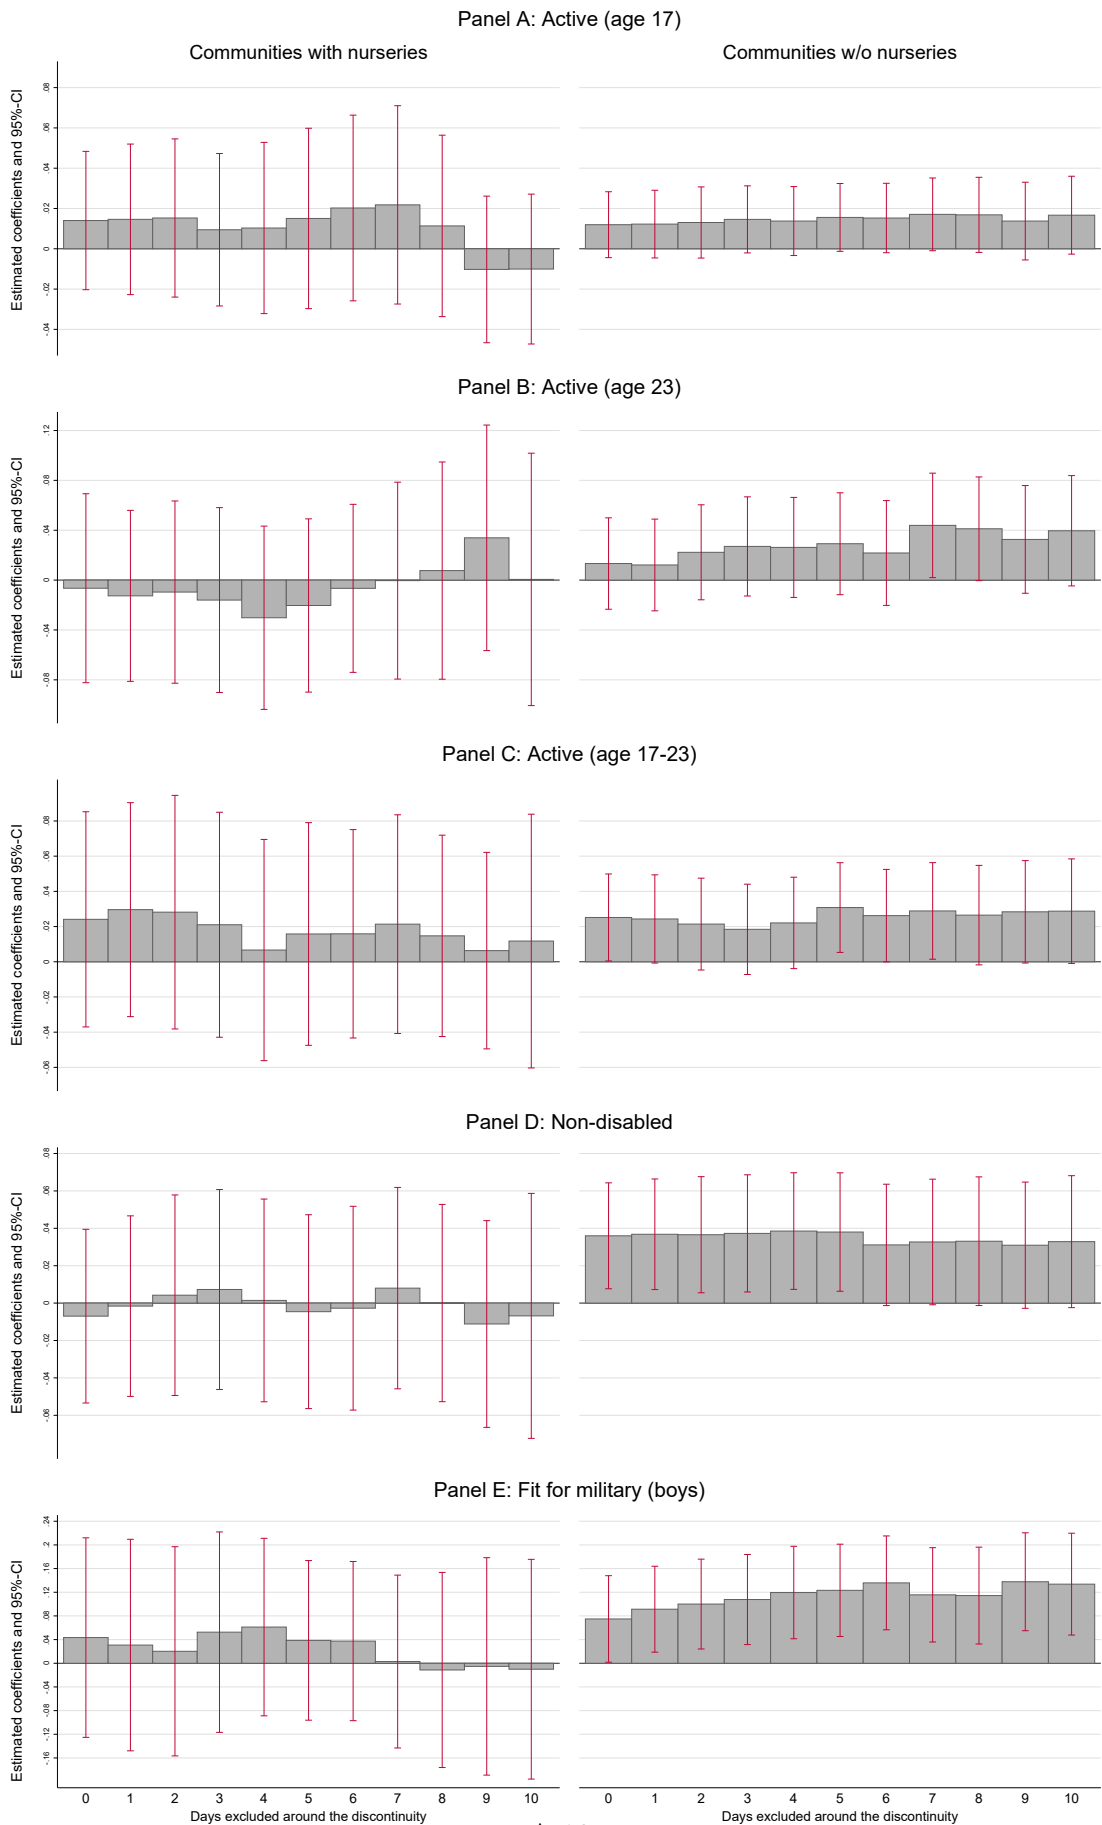 Panel A: Active (age 17)
Communities with nurseries
Communities w/o nurseries
Estimated coefficients and 95%-CI
.08
.06
.04
.02
0
-.02
-.04
Panel B: Active (age 23)
Estimated coefficients and 95%-CI
.12
.08
.04
0
-.04
-.08
Panel C: Active (age 17-23)
Estimated coefficients and 95%-CI
.08
.06
.04
.02
0
-.02
-.04
-.06
Panel D: Non-disabled
Estimated coefficients and 95%-CI
.08
.06
.04
.02
0
-.02
-.04
-.06
Panel E: Fit for military (boys)
Estimated coefficients and 95%-CI
.24
.2
.16
.12
.08
.04
0
-.04
-.08
-.12
-.16
0 1 2 3 4 5 6 7 8 9 10
Days excluded around the discontinuity
0 1 2 3 4 5 6 7 8 9 10
Days excluded around the discontinuity